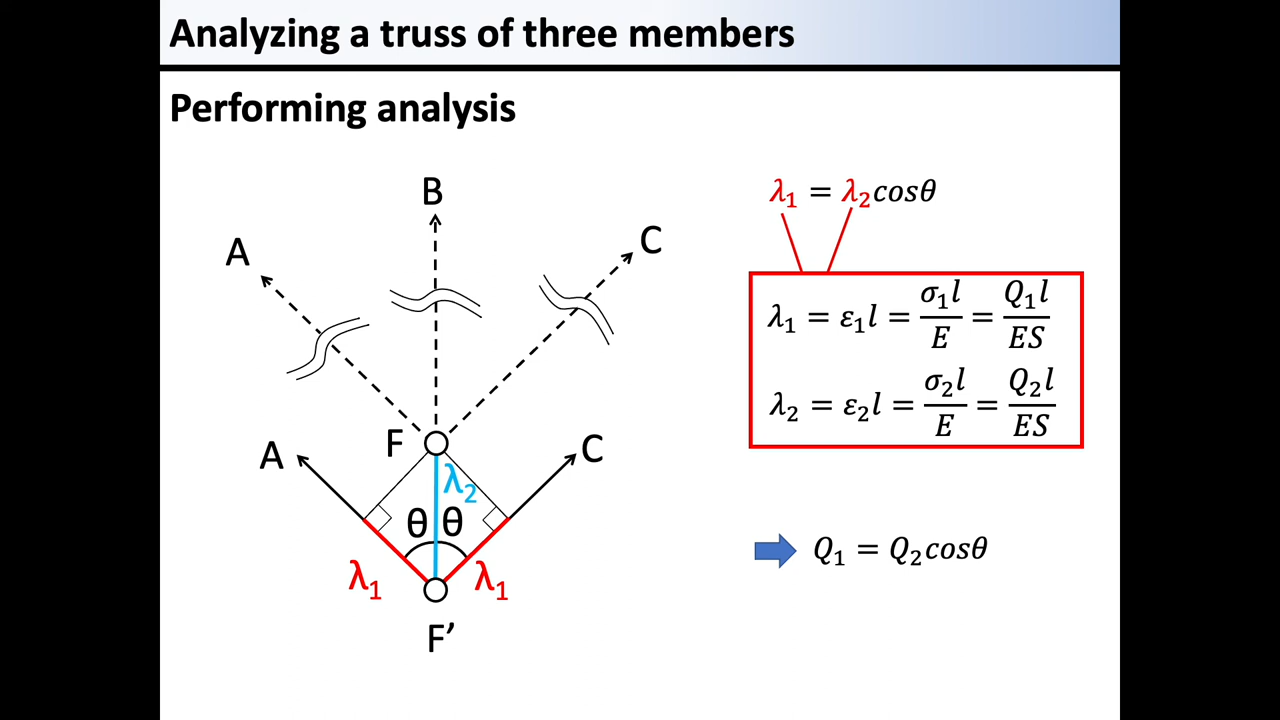 Analyzing a truss of three members
Performing analysis
B
A
C
λ₁ = λ₂cosθ
λ₁ = ε₁l = σ₁l/E = Q₁l/ES
λ₂ = ε₂l = σ₂l/E = Q₂l/ES
F
A
C
λ₂
θ θ
λ₁
λ₁
F’
Q₁ = Q₂cosθ